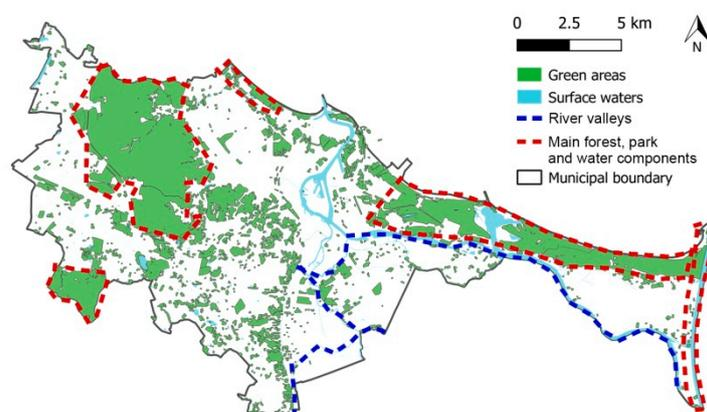 0 2.5 5 km
N
Green areas
Surface waters
River valleys
Main forest, park
and water components
Municipal boundary